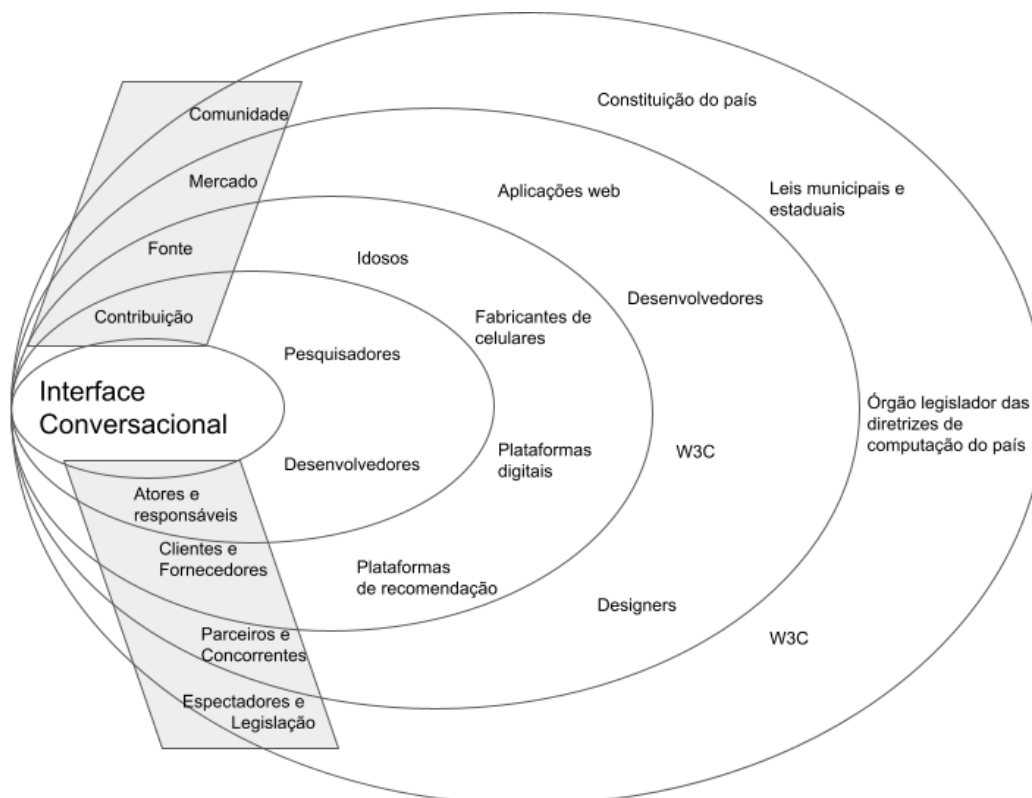 Constituição do país
Comunidade
Mercado
Aplicações web
Leis municipais e
estaduais
Fonte
Idosos
Desenvolvedores
Contribuição
Fabricantes de
celulares
Pesquisadores
Interface
Conversacional
Órgão legislador das
diretrizes de
computação do país
Desenvolvedores
Plataformas
digitais
W3C
Atores e
responsáveis
Clientes e
Fornecedores
Plataformas
de recomendação
Designers
Parceiros e
Concorrentes
W3C
Espectadores e
Legislação